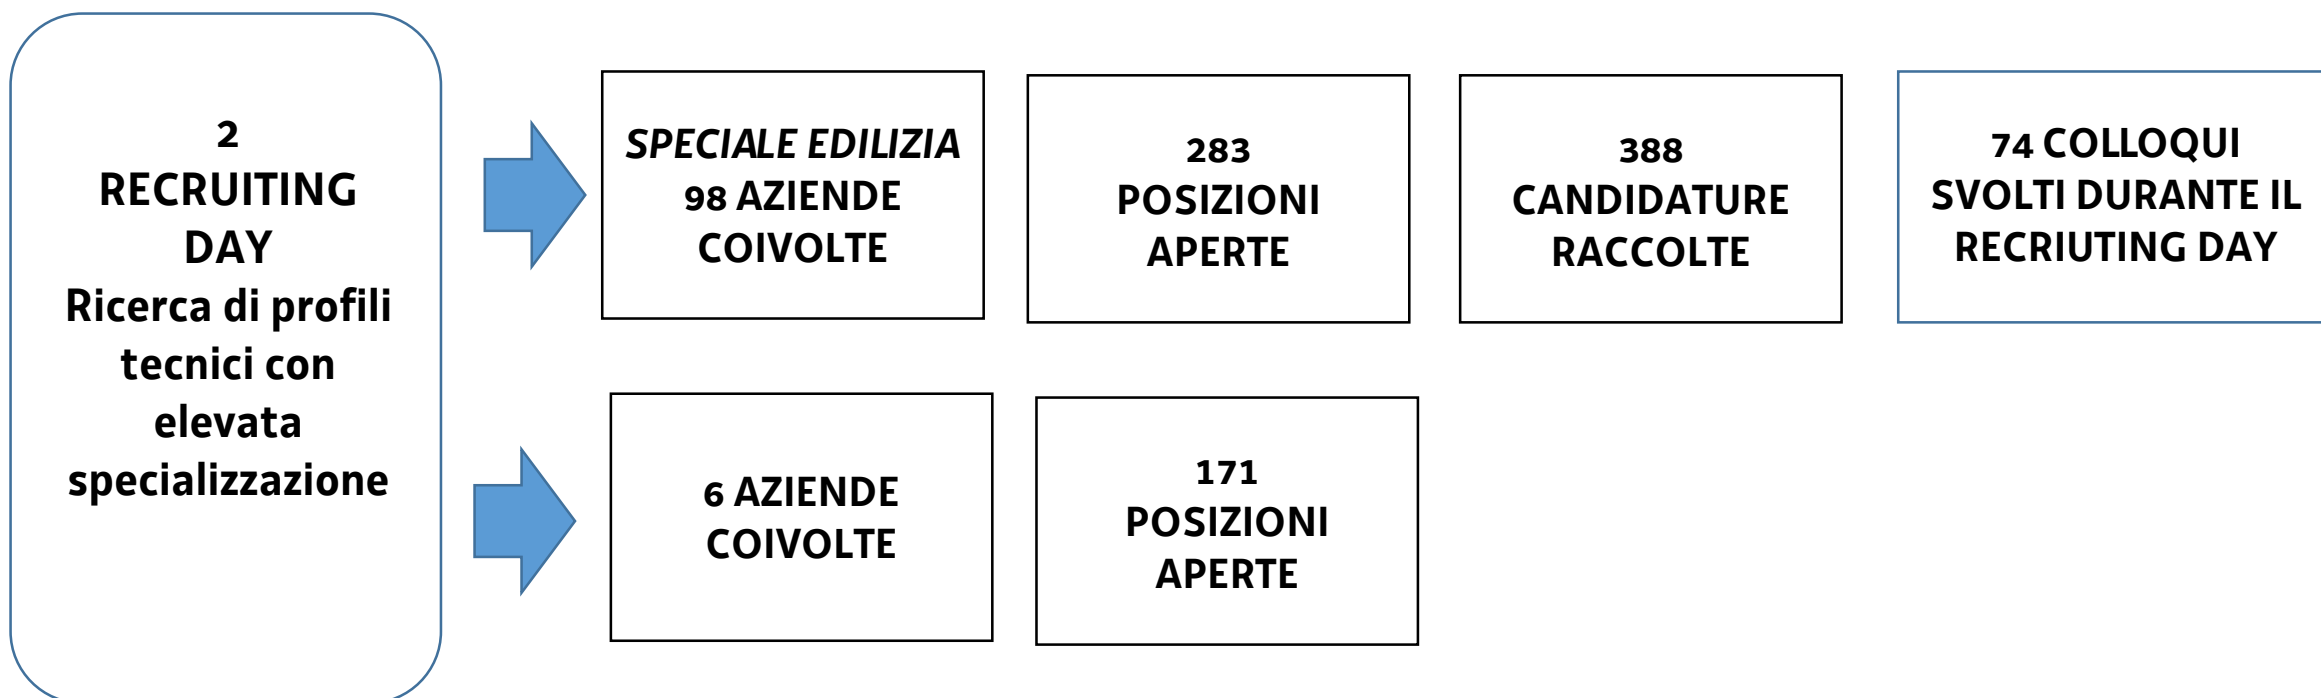 2
RECRUITING
DAY
Ricerca di profili
tecnici con
elevata
specializzazione
SPECIALE EDILIZIA
98 AZIENDE
COIVOLTE
283
POSIZIONI
APERTE
388
CANDIDATURE
RACCOLTE
74 COLLOQUI
SVOLTI DURANTE IL
RECRIUTING DAY
6 AZIENDE
COIVOLTE
171
POSIZIONI
APERTE